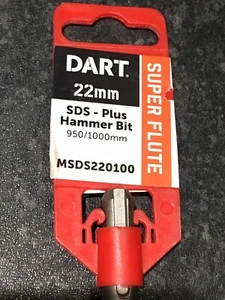 DART
22mm
SDS - Plus
Hammer Bit
950/1000mm
MSDS220100
SUPER FLUTE